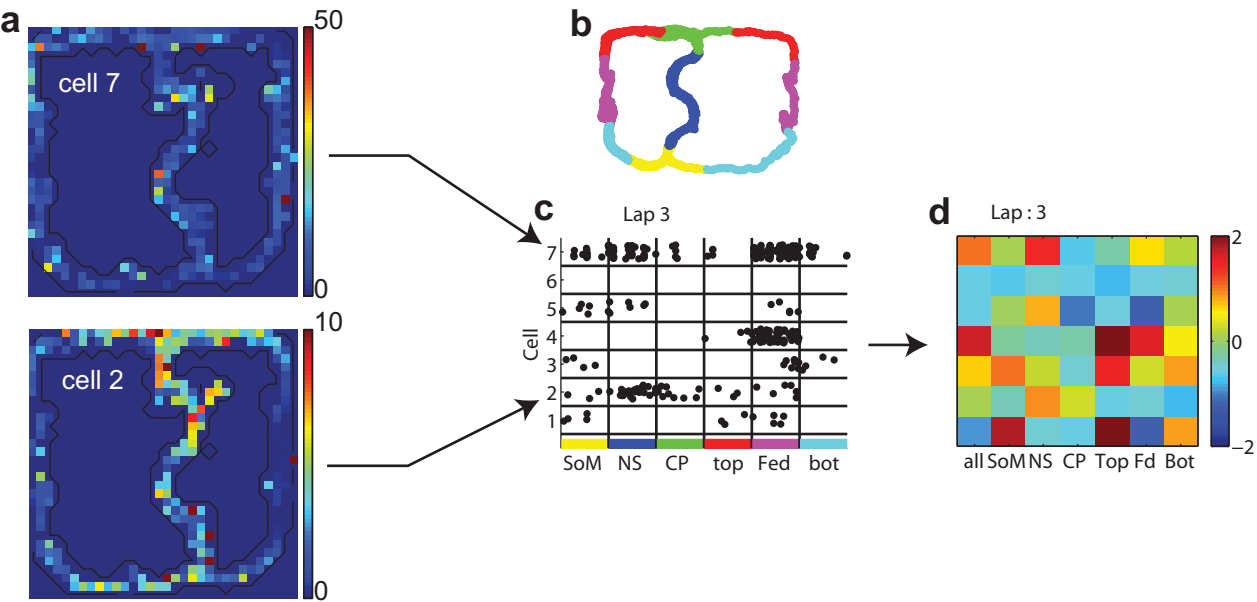 a
50
cell 7
0
10
cell 2
0
b
c
Lap 3
7
6
5
4
3
2
1
Cell
SoM NS CP top Fed bot
d
Lap : 3
2
0
−2
all SoM NS CP Top Fd Bot